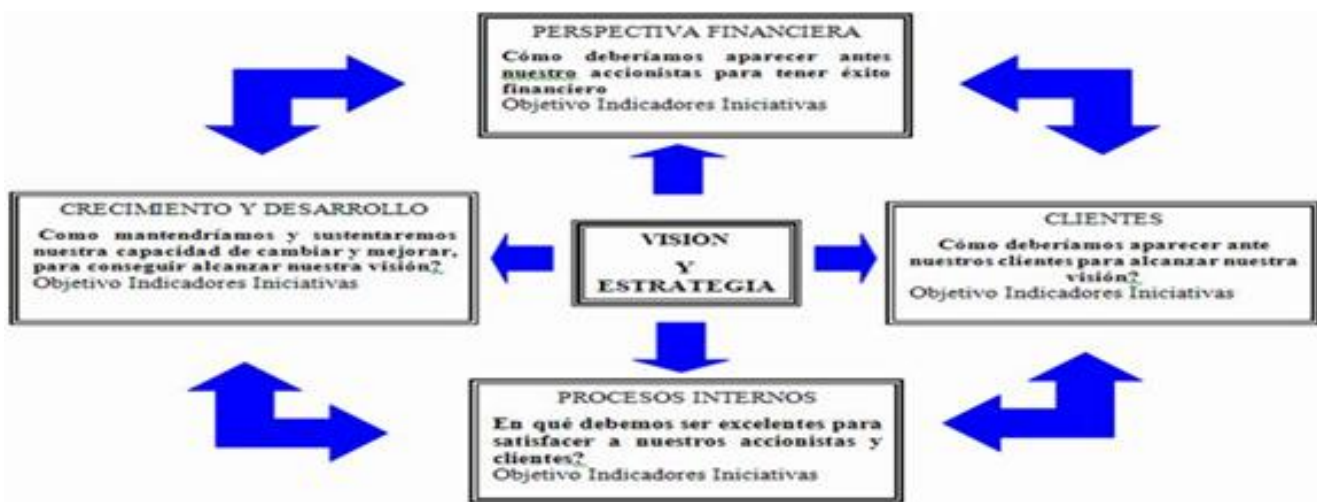 PERSPECTIVA FINANCIERA
Cómo deberíamos aparecer antes
nuestro accionistas para tener éxito
financiero
Objetivo Indicadores Iniciativas
CRECIMIENTO Y DESARROLLO
Como mantendríamos y sustentaremos
nuestra capacidad de cambiar y mejorar,
para conseguir alcanzar nuestra visión?
Objetivo Indicadores Iniciativas
VISION
Y
ESTRATEGIA
CLIENTES
Cómo deberíamos aparecer ante
nuestros clientes para alcanzar nuestra
visión?
Objetivo Indicadores Iniciativas
PROCESOS INTERNOS
En qué debemos ser excelentes para
satisfacer a nuestros accionistas y
clientes?
Objetivo Indicadores Iniciativas